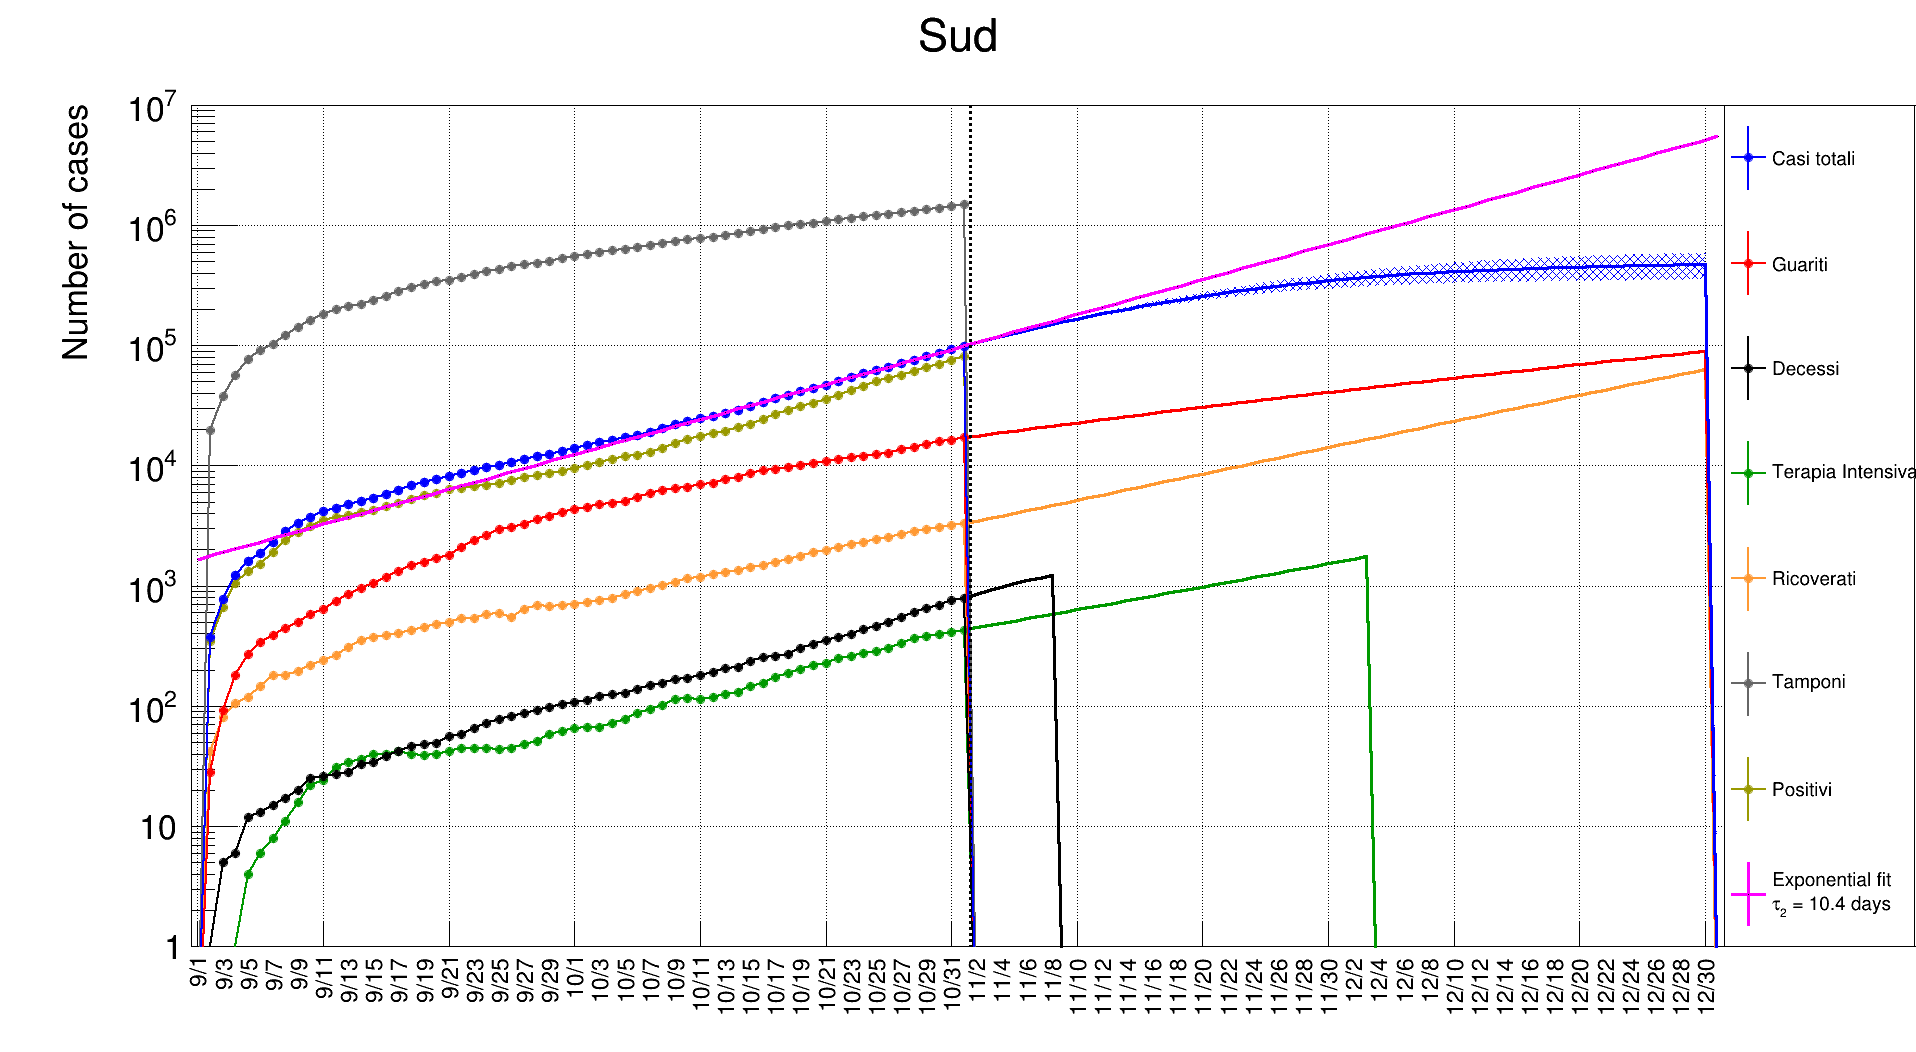 Sud
Number of cases
10^7
10^6
10^5
10^4
10^3
10^2
10
1
9/1 9/3 9/5 9/7 9/9 9/11 9/13 9/15 9/17 9/19 9/21 9/23 9/25 9/27 9/29 10/1 10/3 10/5 10/7 10/9 10/11 10/13 10/15 10/17 10/19 10/21 10/23 10/25 10/27 10/29 10/31 11/2 11/4 11/6 11/8 11/10 11/12 11/14 11/16 11/18 11/20 11/22 11/24 11/26 11/28 11/30 12/2 12/4 12/6 12/8 12/10 12/12 12/14 12/16 12/18 12/20 12/22 12/24 12/26 12/28 12/30
Casi totali
Guariti
Decessi
Terapia Intensiva
Ricoverati
Tamponi
Positivi
Exponential fit
τ_2 = 10.4 days